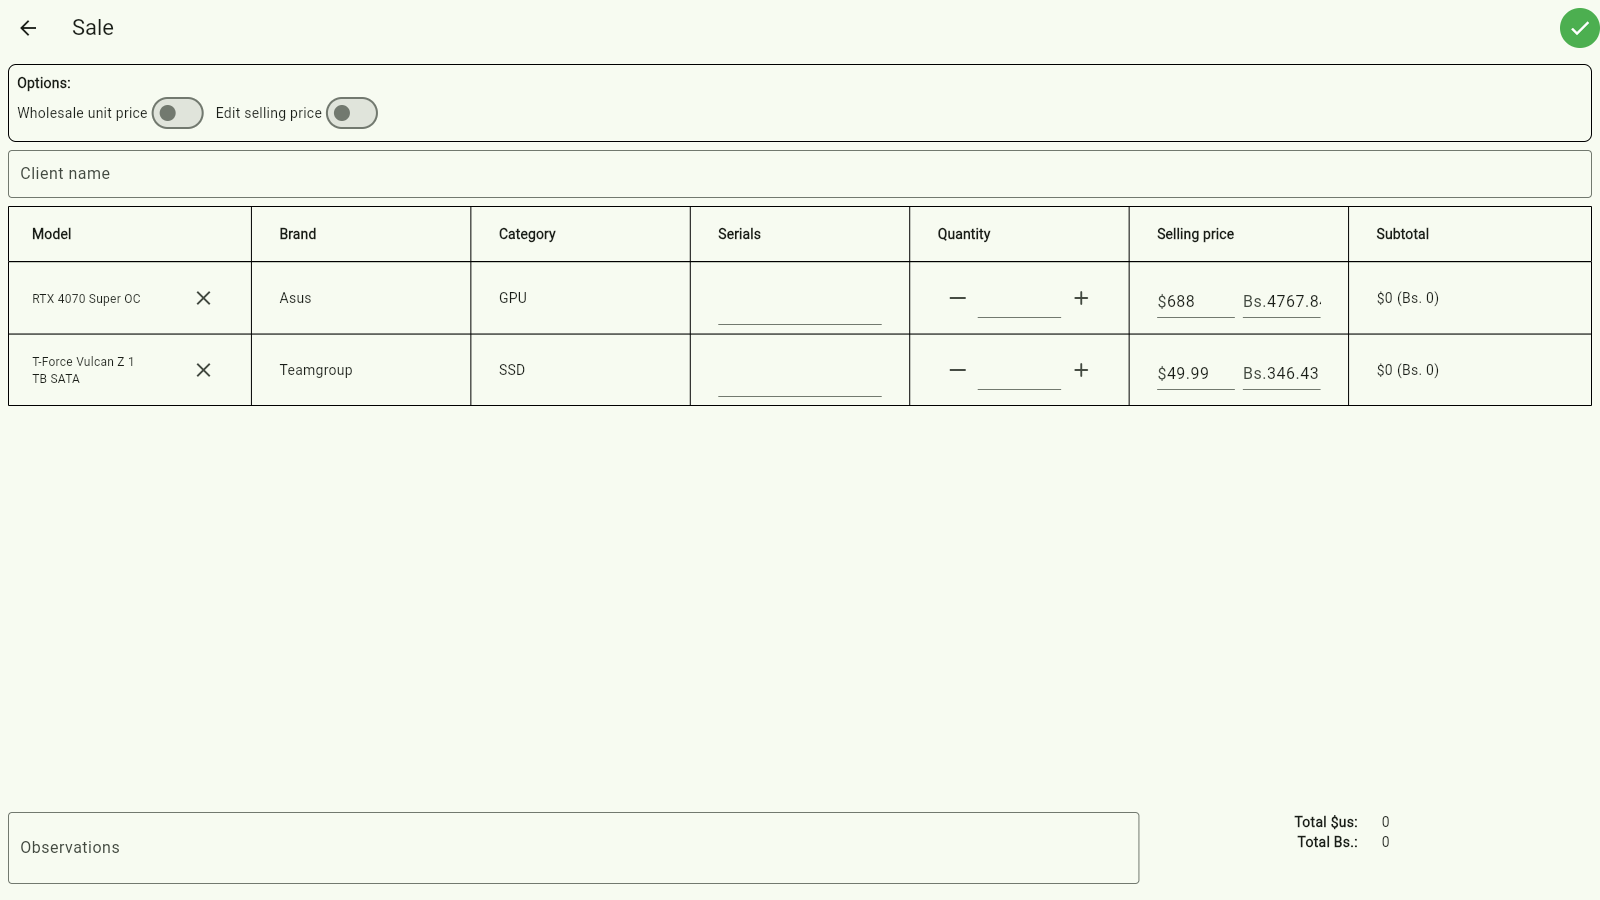 Sale
Options:
Wholesale unit price Edit selling price
Client name
Model Brand Category Serials Quantity Selling price Subtotal
RTX 4070 Super OC Asus GPU $688 Bs.4767.8 $0 (Bs. 0)
T-Force Vulcan Z 1
TB SATA Teamgroup SSD $49.99 Bs.346.43 $0 (Bs. 0)
Observations
Total $us: 0
Total Bs.: 0